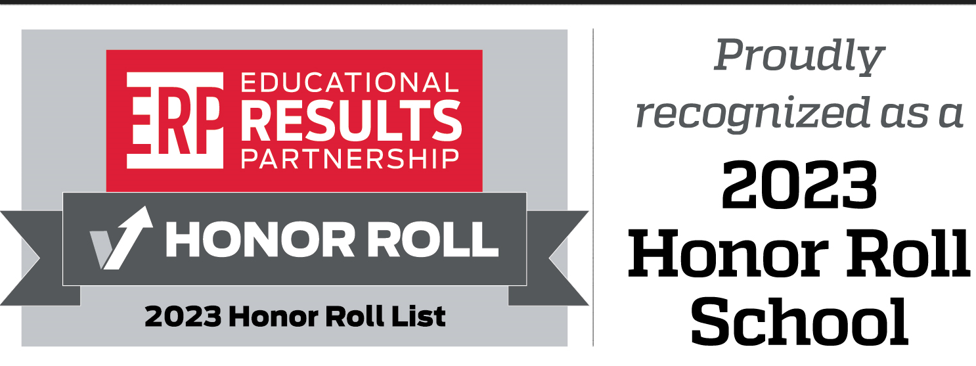 ERP
EDUCATIONAL
RESULTS
PARTNERSHIP
HONOR ROLL
2023 Honor Roll List
Proudly
recognized as a
2023
Honor Roll
School